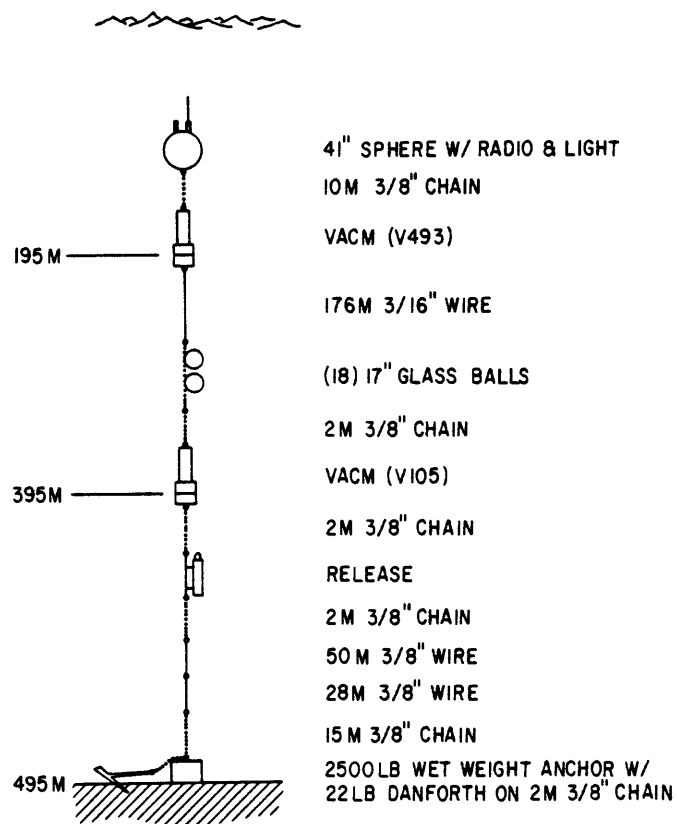 41" SPHERE W/ RADIO & LIGHT
10M 3/8" CHAIN
VACM (V493)
195M
176M 3/16" WIRE
(18) 17" GLASS BALLS
2M 3/8" CHAIN
VACM (V105)
395M
2M 3/8" CHAIN
RELEASE
2M 3/8" CHAIN
50M 3/8" WIRE
28M 3/8" WIRE
15M 3/8" CHAIN
2500LB WET WEIGHT ANCHOR W/
495M
22LB DANFORTH ON 2M 3/8" CHAIN